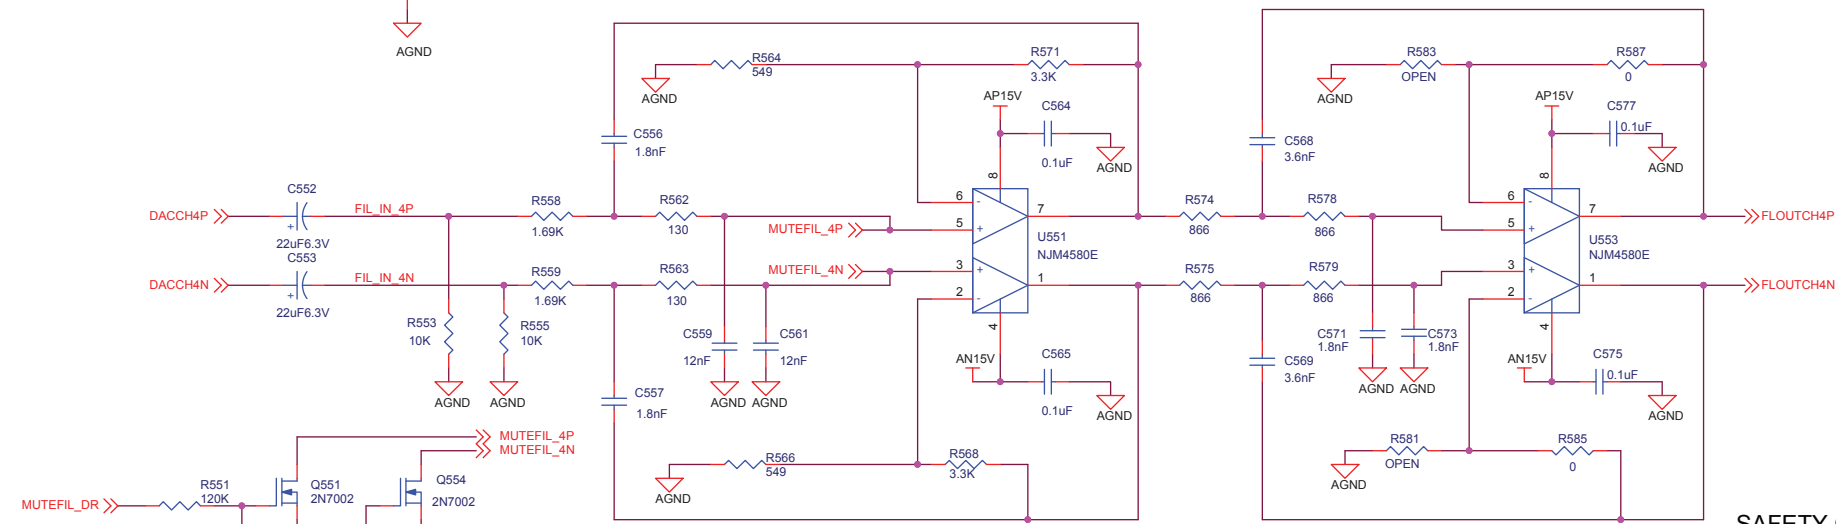 AGND
R564
549
AGND
R571
3.3K
R583
OPEN
AGND
R587
0
AP15V
C564
0.1uF
AGND
AP15V
C577
0.1uF
AGND
C556
1.8nF
C568
3.6nF
8
8
DACCH4P
C552
22uF6.3V
FIL_IN_4P
R558
1.69K
R562
130
MUTEFIL_4P
6
-
5
+
7
U551
NJM4580E
R574
866
R578
866
6
-
5
+
7
U553
NJM4580E
FLOUTCH4P
DACCH4N
C553
22uF6.3V
+
+
FIL_IN_4N
R559
1.69K
R563
130
MUTEFIL_4N
3
+
2
-
1
R575
866
R579
866
3
+
2
-
1
FLOUTCH4N
R553
10K
AGND
R555
10K
AGND
C559
12nF
AGND
C561
12nF
AGND
4
4
AN15V
C565
0.1uF
AGND
C569
3.6nF
C571
1.8nF
AGND
C573
1.8nF
AGND
AN15V
C575
0.1uF
AGND
C557
1.8nF
MUTEFIL_4P
MUTEFIL_4N
R566
549
AGND
R568
3.3K
R581
OPEN
AGND
R585
0
MUTEFIL_DR
R551
120K
Q551
2N7002
Q554
2N7002
SAFETY